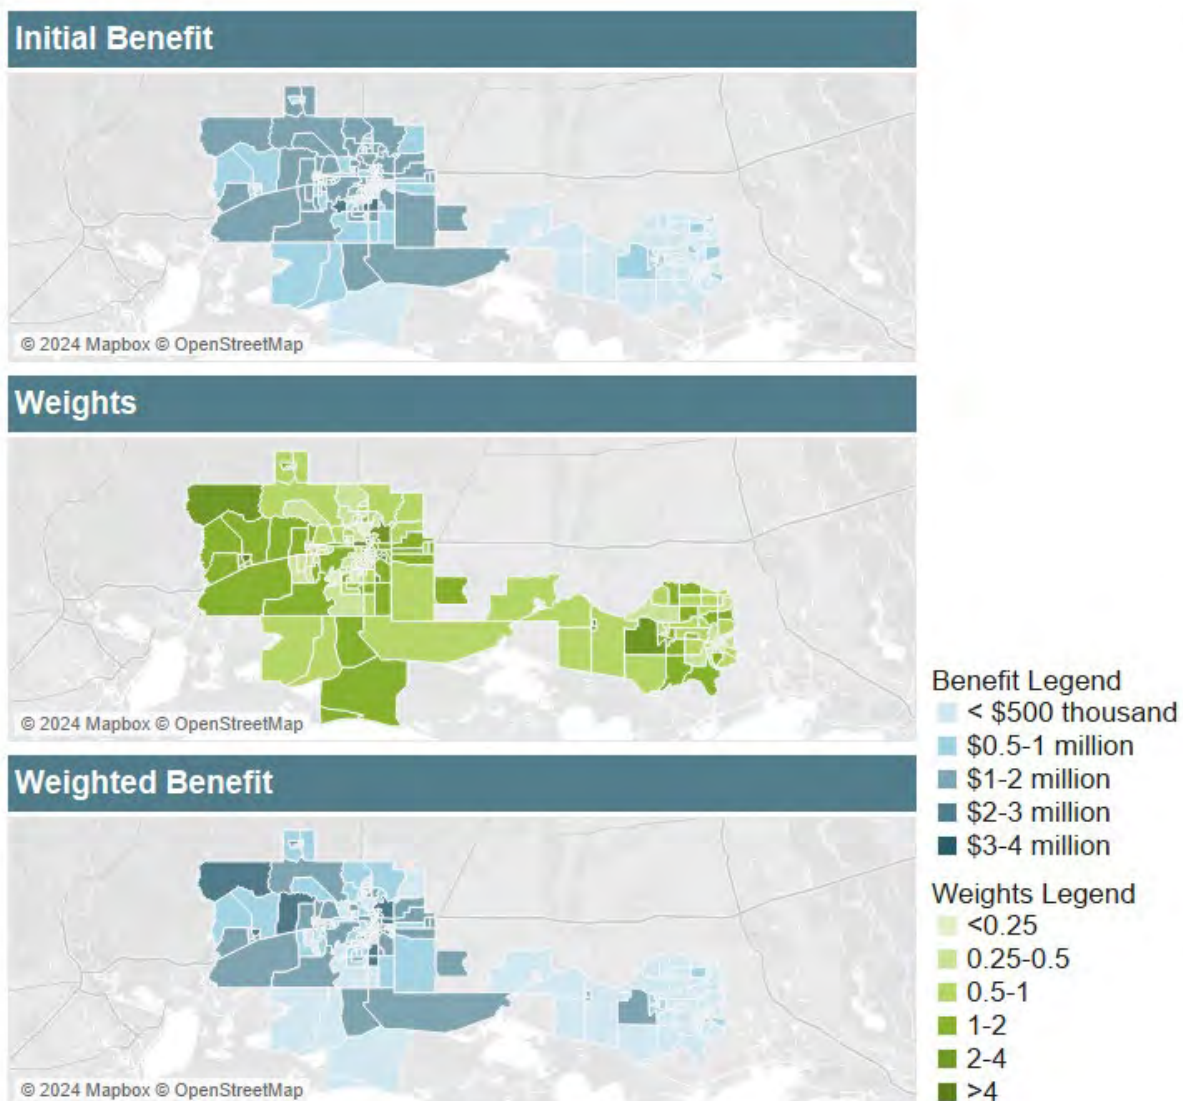 Initial Benefit
© 2024 Mapbox © OpenStreetMap
Weights
© 2024 Mapbox © OpenStreetMap
Weighted Benefit
© 2024 Mapbox © OpenStreetMap
Benefit Legend
< $500 thousand
$0.5-1 million
$1-2 million
$2-3 million
$3-4 million
Weights Legend
<0.25
0.25-0.5
0.5-1
1-2
2-4
>4